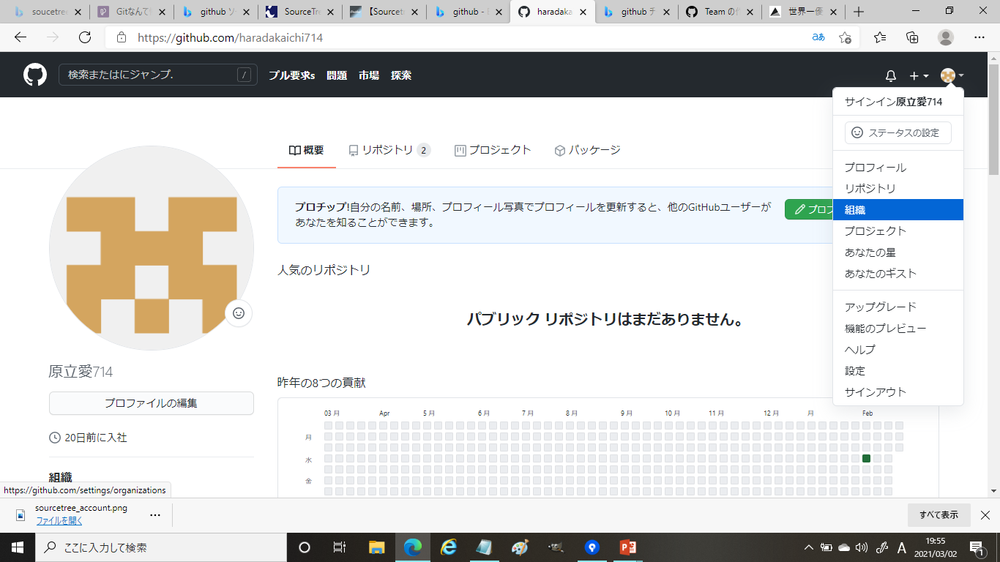 soucetree
Gitなんて
github ソ
SourceTre
【Sourcet
github -
haradaka
github チ
Team の
世界一優
https://github.com/haradakaichi714
あa
検索またはにジャンプ. /
プル要求s 問題 市場 探索
サインイン原立愛714
ステータスの設定
プロフィール
リポジトリ
組織
プロジェクト
あなたの星
あなたのギスト
アップグレード
機能のプレビュー
ヘルプ
設定
サインアウト
概要 リポジトリ 2 プロジェクト パッケージ
プロチップ!自分の名前、場所、プロフィール写真でプロフィールを更新すると、他のGitHubユーザーが
あなたを知ることができます。
プロフ
人気のリポジトリ
パブリック リポジトリはまだありません。
原立愛714
プロファイルの編集
20日前に入社
組織
昨年の8つの貢献
03 月 Apr 5 月 6 月 7 月 8 月 9 月 10 月 11 月 12 月 月 Feb
月
水
金
https://github.com/settings/organizations
sourcetree_account.png
ファイルを開く
すべて表示
ここに入力して検索
A
19:55
2021/03/02
1